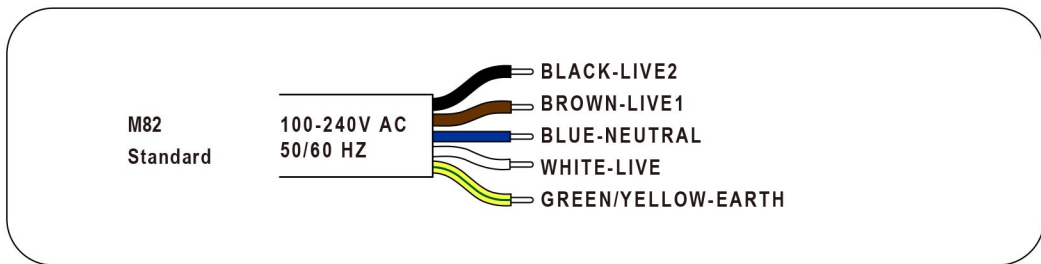 M82
Standard
100-240V AC
50/60 HZ
BLACK-LIVE2
BROWN-LIVE1
BLUE-NEUTRAL
WHITE-LIVE
GREEN/YELLOW-EARTH